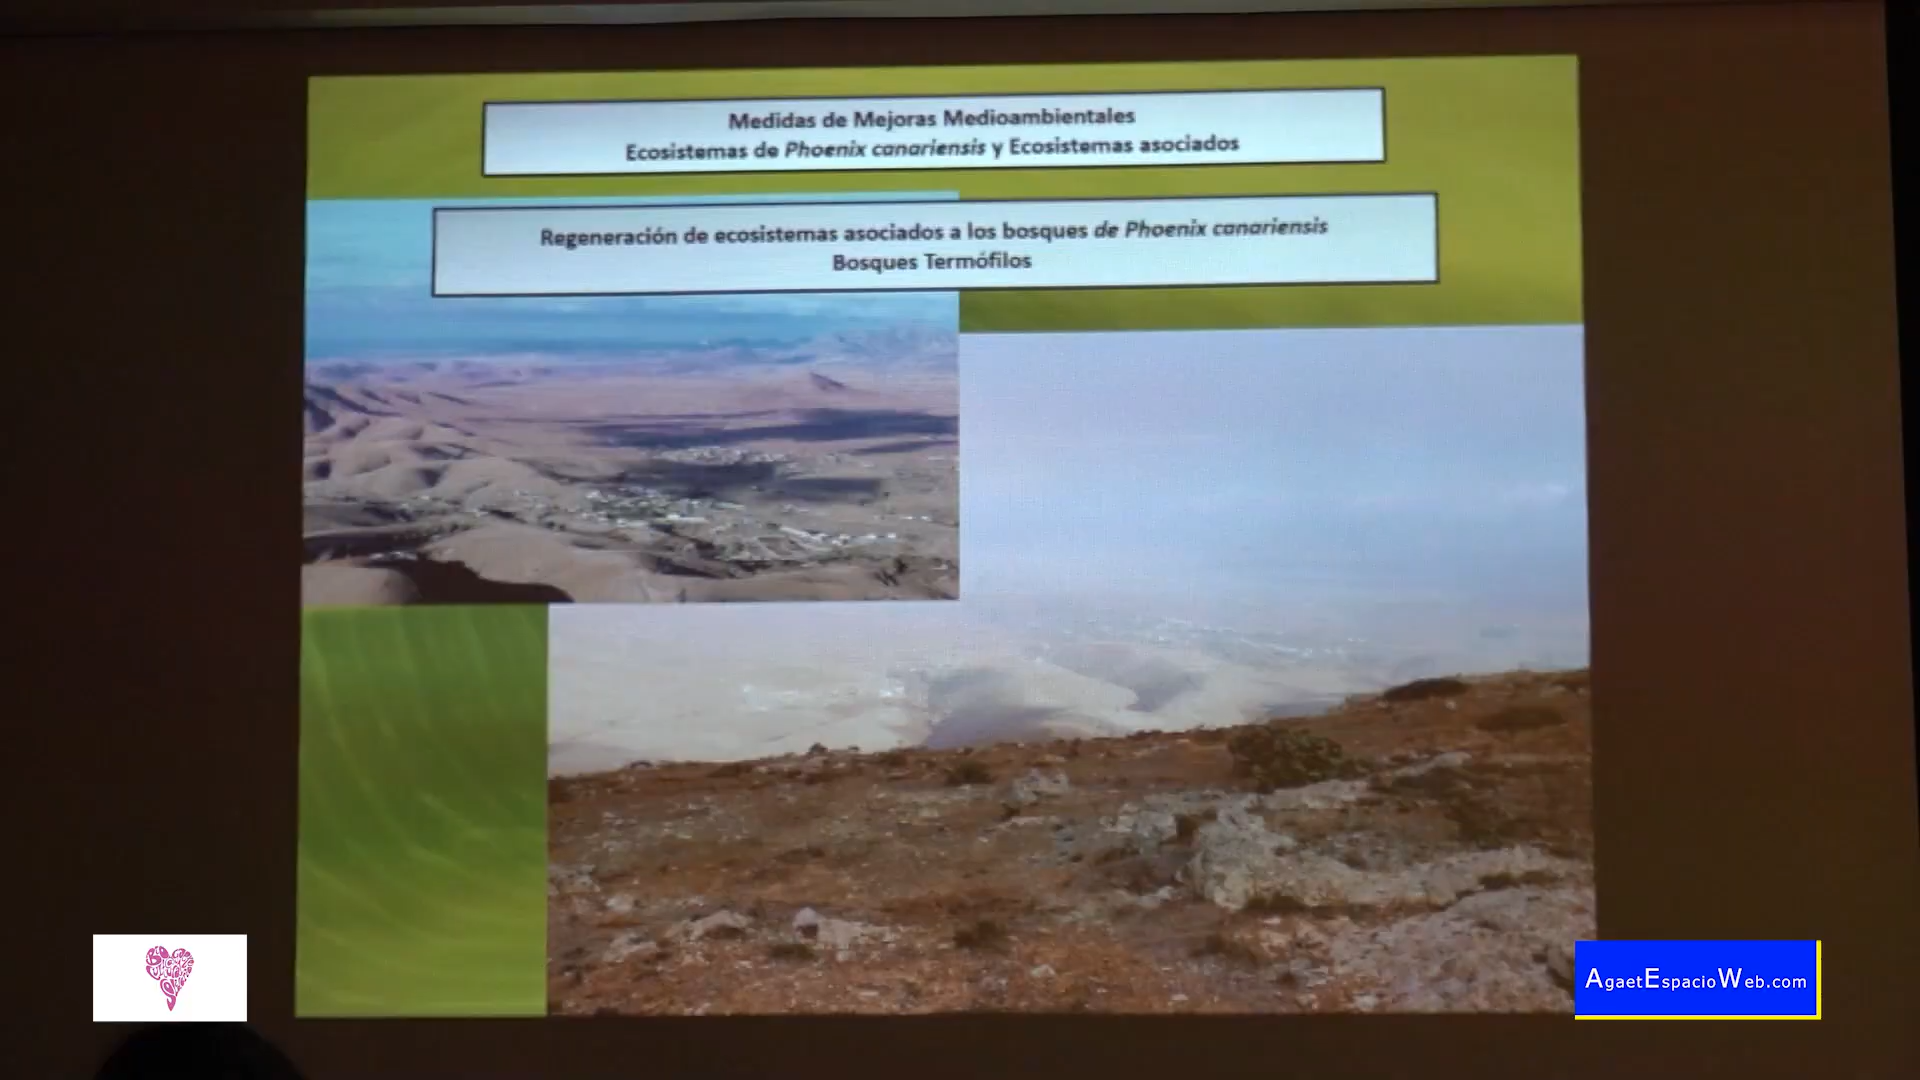 Medidas de Mejoras Medioambientales
Ecosistemas de Phoenix canariensis y Ecosistemas asociados
Regeneración de ecosistemas asociados a los bosques de Phoenix canariensis
Bosques Termófilos
AgaetEspacioWeb.com